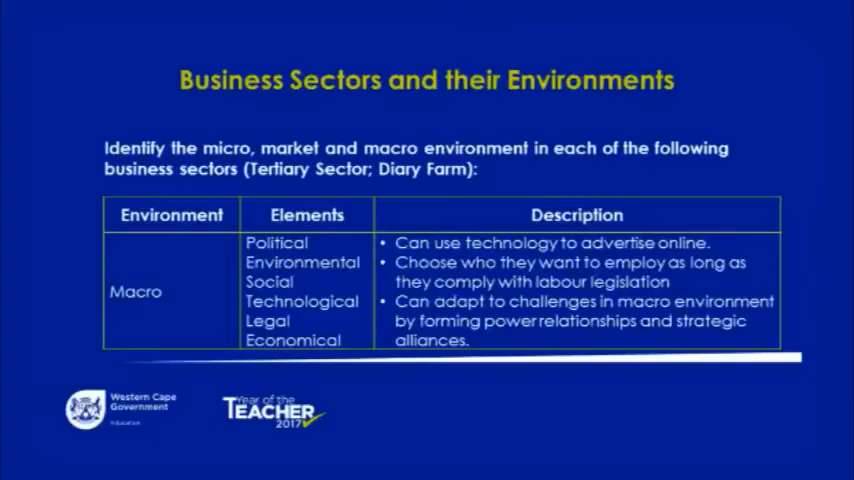 Business Sectors and their Environments
Identify the micro, market and macro environment in each of the following
business sectors (Tertiary Sector; Diary Farm):
Environment
Elements
Description
Macro
Political
Environmental
Social
Technological
Legal
Economical
• Can use technology to advertise online.
• Choose who they want to employ as long as
they comply with labour legislation
• Can adapt to challenges in macro environment
by forming power relationships and strategic
alliances.
Western Cape
Government
Education
Year of the
TEACHER
2017